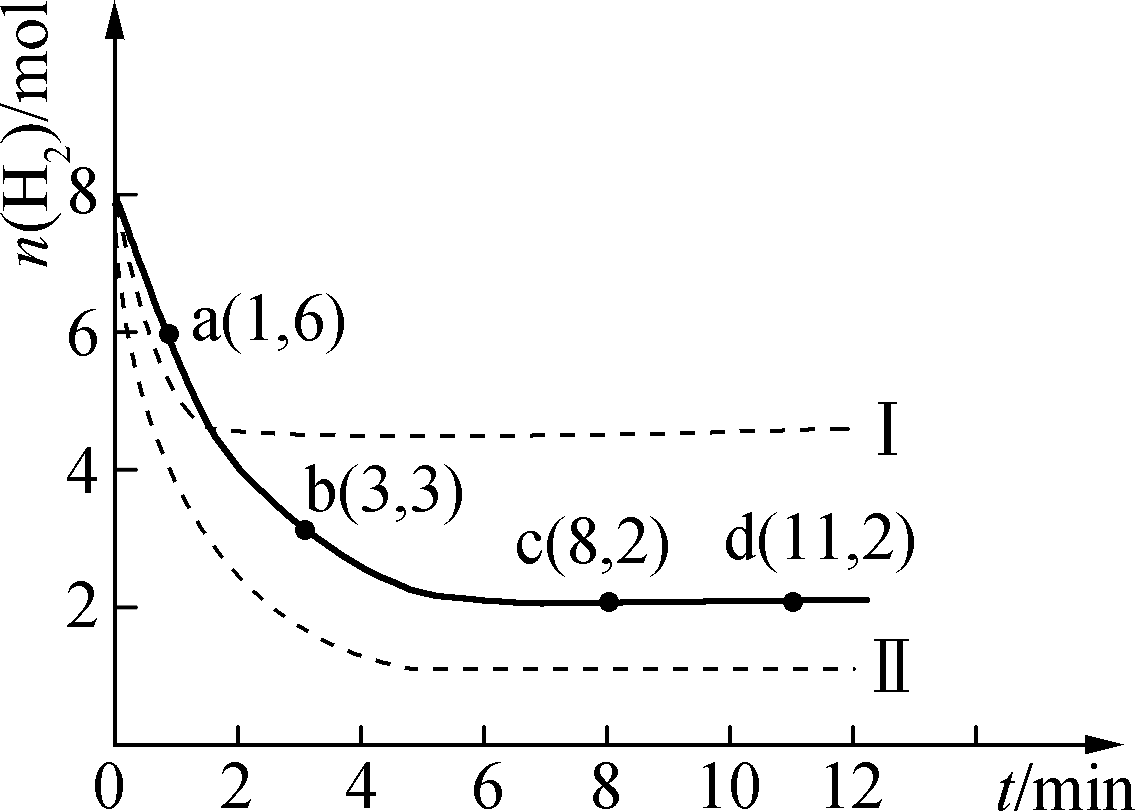 n(H₂)/mol
8
6
4
2
a(1,6)
Ⅰ
b(3,3)
c(8,2)
d(11,2)
Ⅱ
0 2 4 6 8 10 12 t/min